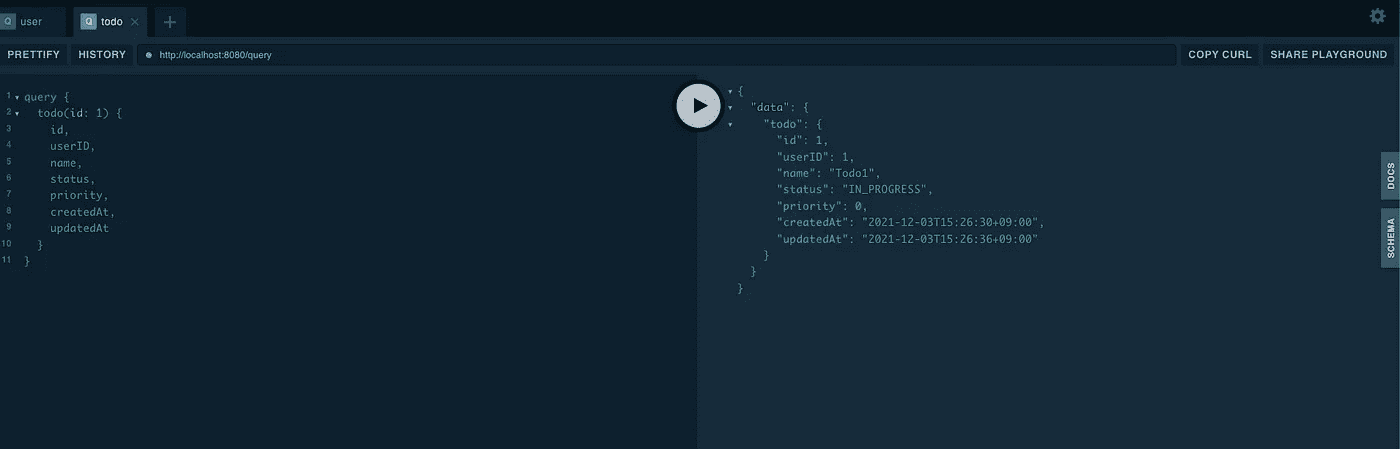 Q user
Q todo
PRETTIFY HISTORY http://localhost:8080/query COPY CURL SHARE PLAYGROUND
1 query {
2 todo(id: 1) {
3 id,
4 userID,
5 name,
6 status,
7 priority,
8 createdAt,
9 updatedAt
10 }
11 }
{
"data": {
"todo": {
"id": 1,
"userID": 1,
"name": "Todo1",
"status": "IN_PROGRESS",
"priority": 0,
"createdAt": "2021-12-03T15:26:30+09:00",
"updatedAt": "2021-12-03T15:26:36+09:00"
}
}
}
DOCS
SCHEMA